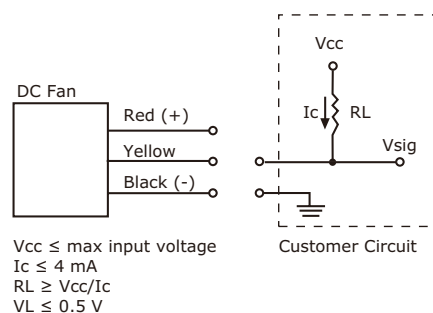 Vcc
DC Fan
Ic
RL
Red (+)
Yellow
Vsig
Black (-)
Vcc ≤ max input voltage
Ic ≤ 4 mA
RL ≥ Vcc/Ic
VL ≤ 0.5 V
Customer Circuit